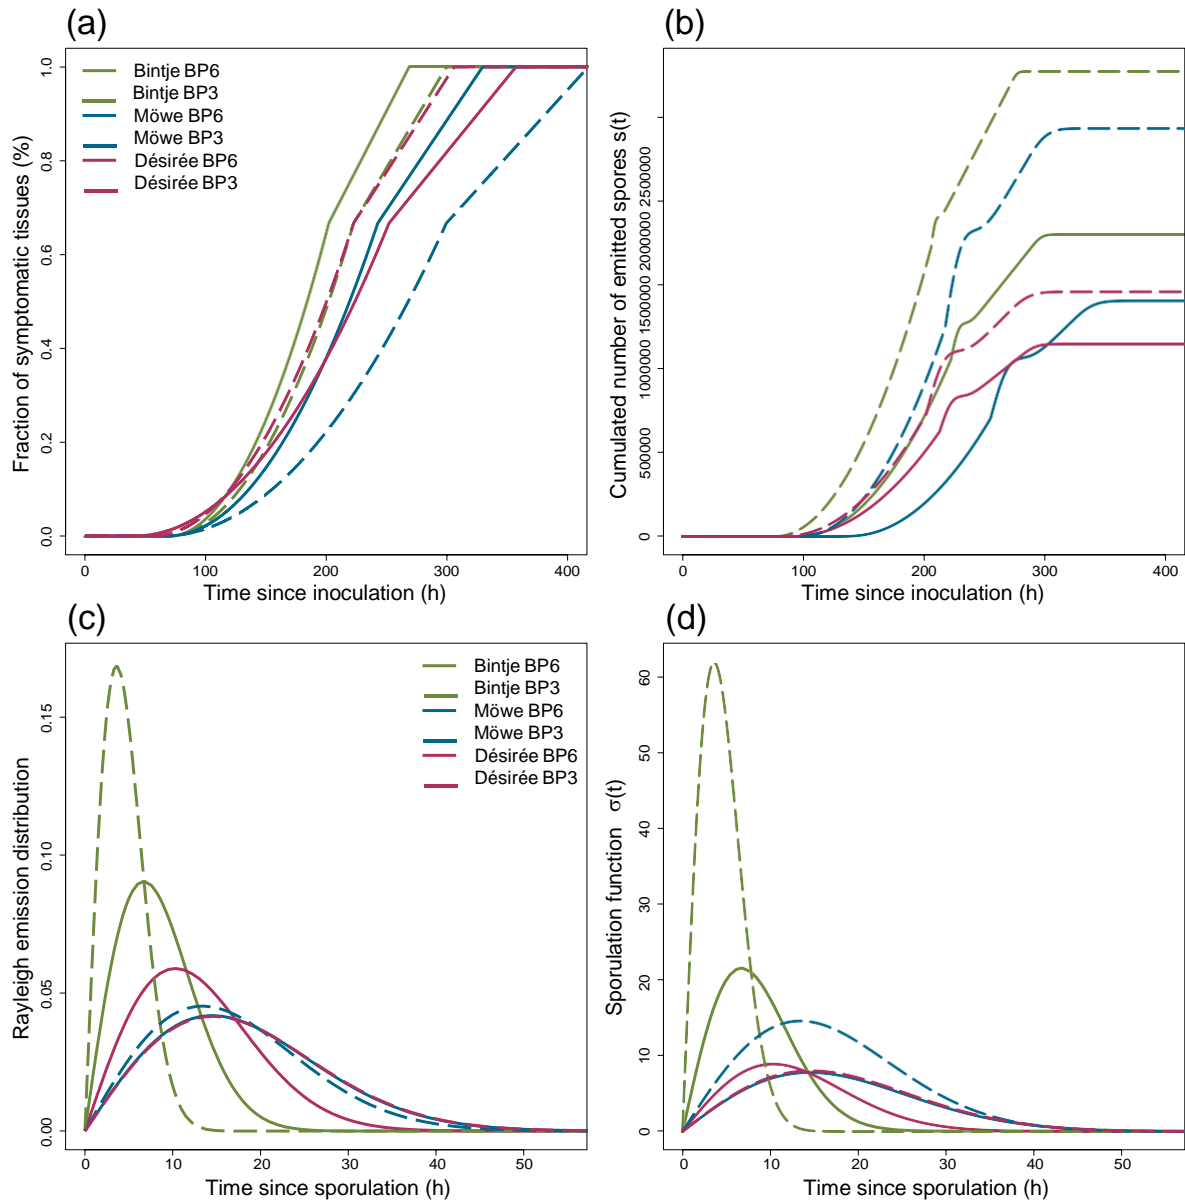 (a)
Fraction of symptomatic tissues (%)
1.0
0.8
0.6
0.4
0.2
0.0
Bintje BP6
Bintje BP3
Möwe BP6
Möwe BP3
Désirée BP6
Désirée BP3
0 100 200 300 400
Time since inoculation (h)
(b)
Cumulated number of emitted spores s(t)
2500000
2000000
1500000
1000000
500000
0
0 100 200 300 400
Time since inoculation (h)
(c)
Rayleigh emission distribution
0.15
0.10
0.05
0.00
Bintje BP6
Bintje BP3
Möwe BP6
Möwe BP3
Désirée BP6
Désirée BP3
0 10 20 30 40 50
Time since sporulation (h)
(d)
Sporulation function σ(t)
60
50
40
30
20
10
0
0 10 20 30 40 50
Time since sporulation (h)